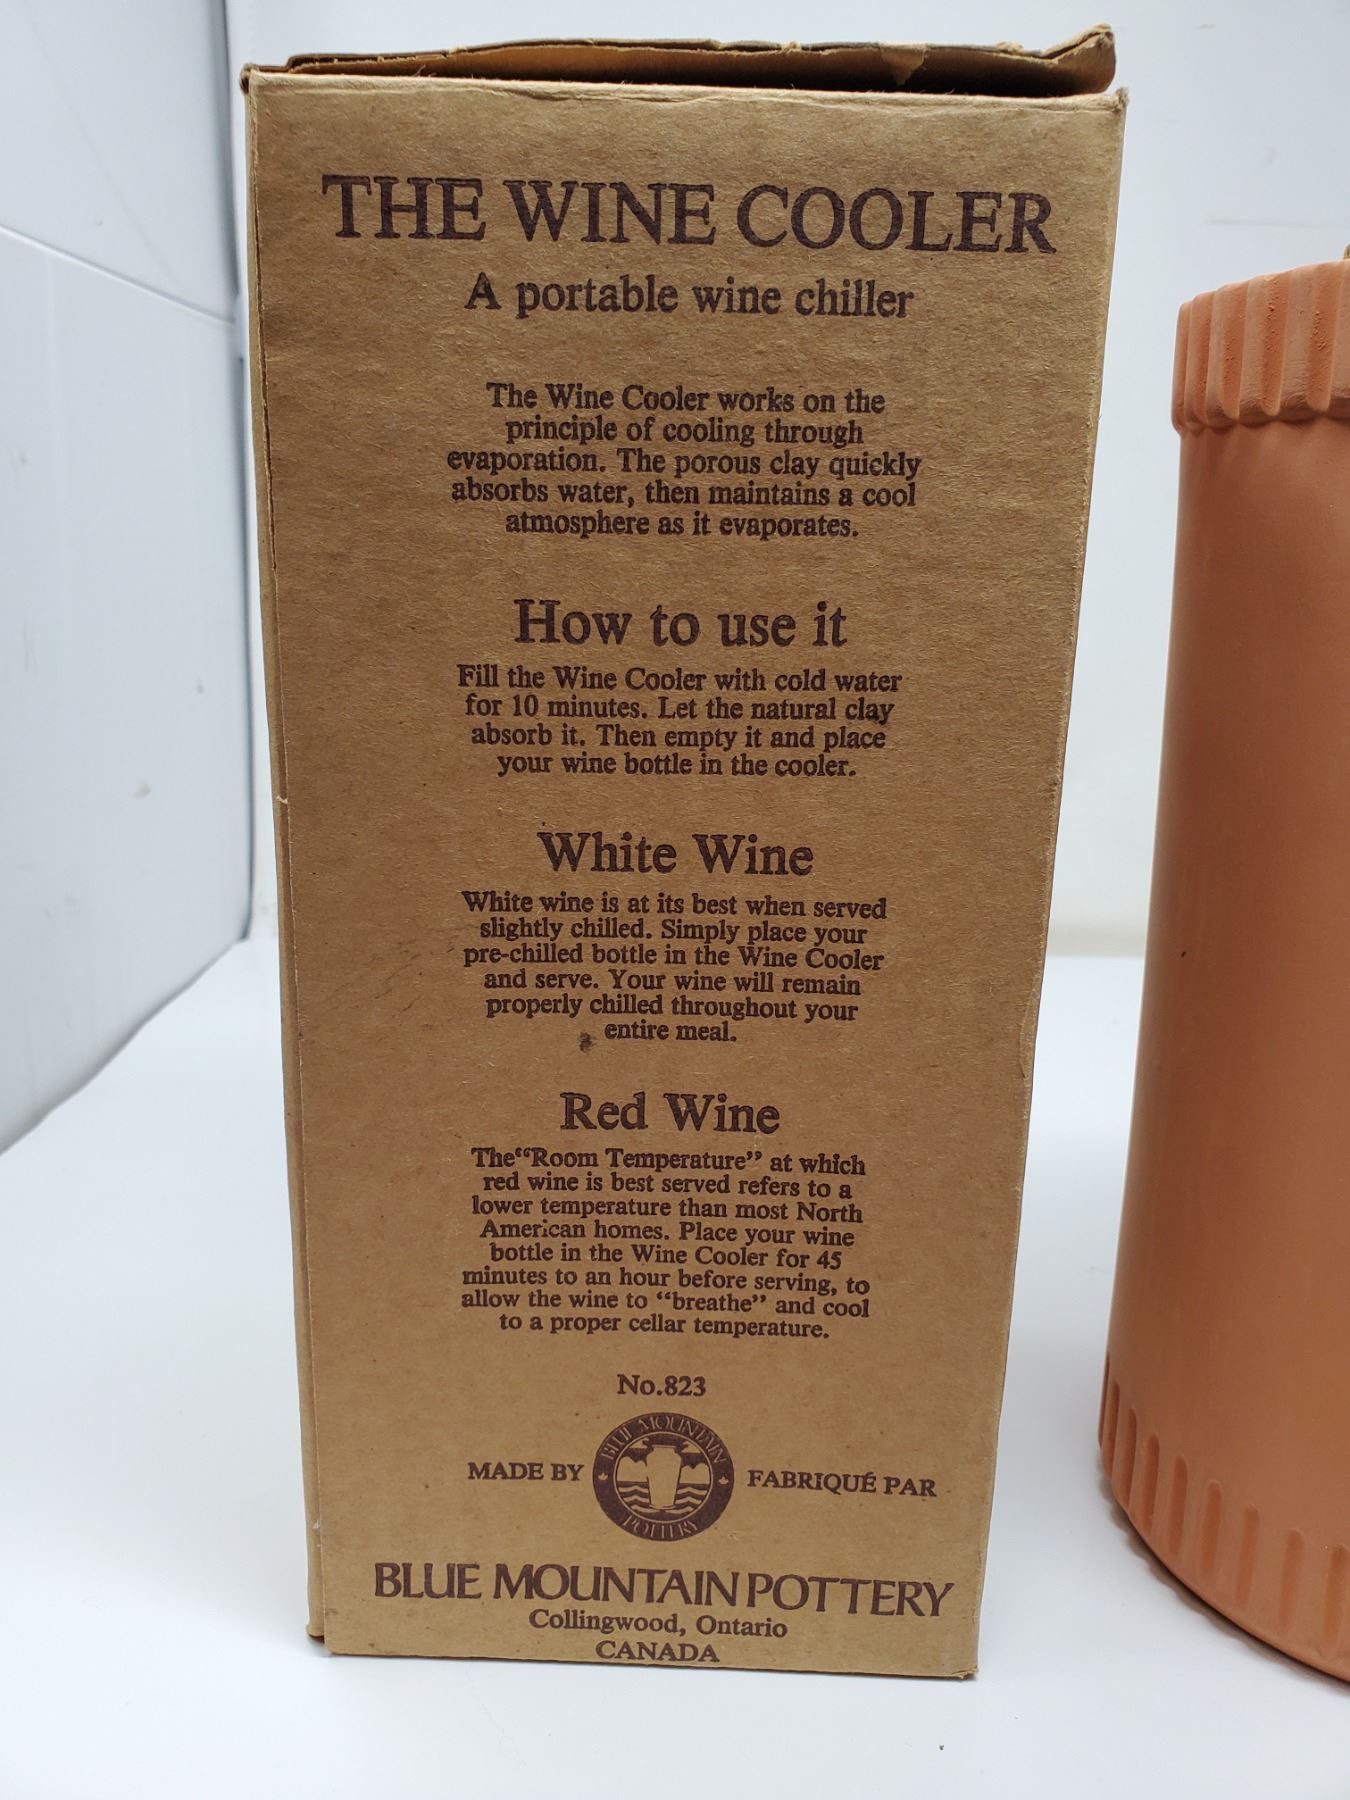 THE WINE COOLER
A portable wine chiller
The Wine Cooler works on the
principle of cooling through
evaporation. The porous clay quickly
absorbs water, then maintains a cool
atmosphere as it evaporates.
How to use it
Fill the Wine Cooler with cold water
for 10 minutes. Let the natural clay
absorb it. Then empty it and place
your wine bottle in the cooler.
White Wine
White wine is at its best when served
slightly chilled. Simply place your
pre-chilled bottle in the Wine Cooler
and serve. Your wine will remain
properly chilled throughout your
entire meal.
Red Wine
The“Room Temperature” at which
red wine is best served refers to a
lower temperature than most North
American homes. Place your wine
bottle in the Wine Cooler for 45
minutes to an hour before serving, to
allow the wine to “breathe” and cool
to a proper cellar temperature.
No.823
MADE BY
BLUE MOUNTAIN
POTTERY
FABRIQUÉ PAR
BLUE MOUNTAIN POTTERY
Collingwood, Ontario
CANADA